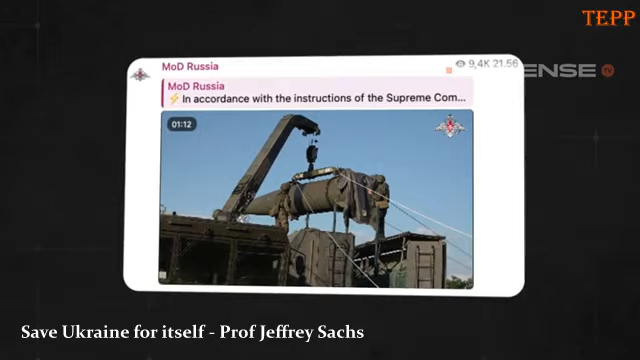 TEPP
MoD Russia
9,4K 21.56
ENSE TV
MoD Russia
⚡ In accordance with the instructions of the Supreme Com...
01:12
Save Ukraine for itself - Prof Jeffrey Sachs